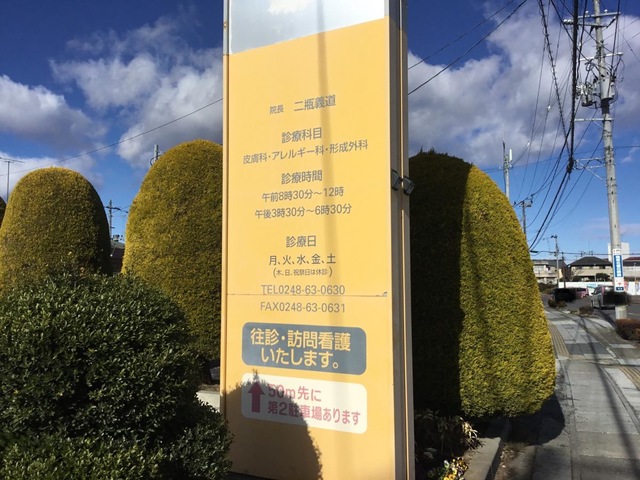 院長 二瓶義道
診療科目
皮膚科・アレルギー科・形成外科
診療時間
午前8時30分～12時
午後3時30分～6時30分
診療日
月、火、水、金、土
(木、日、祝祭日は休診)
TEL0248-63-0630
FAX0248-63-0631
往診・訪問看護
いたします。
50m先に
第2駐車場あります